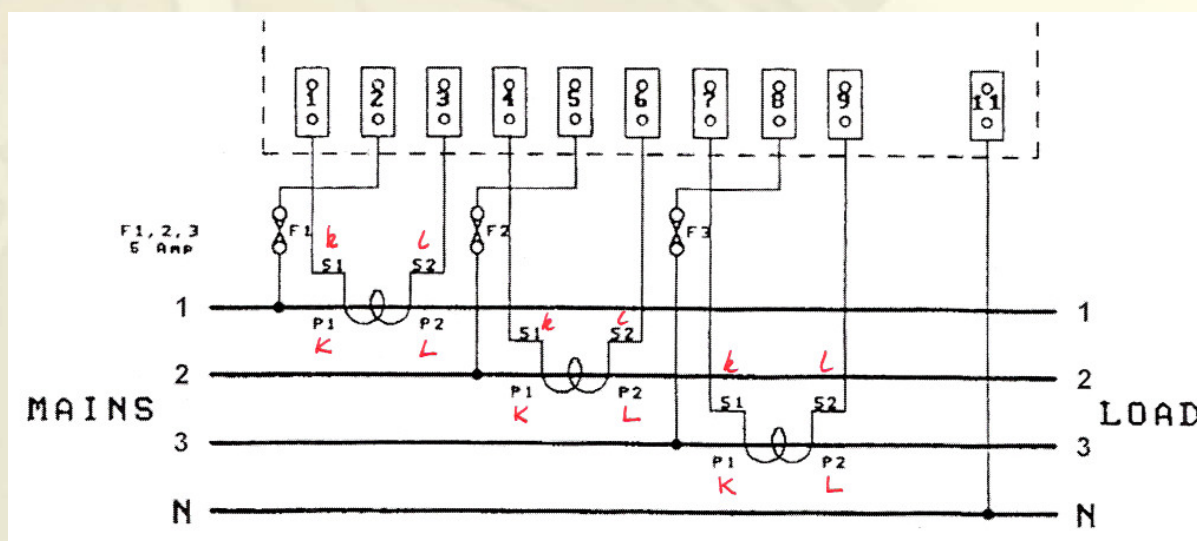 1 2 3 4 5 6 7 8 9 11
F1,2,3
5 AMP
F1
F2
F3
k l
S1 S2
1 1
P1 P2
K L
k l
S1 S2
k l
2 2
P1 P2
K L
S1 S2
MAINS LOAD
3 3
P1 P2
K L
N N